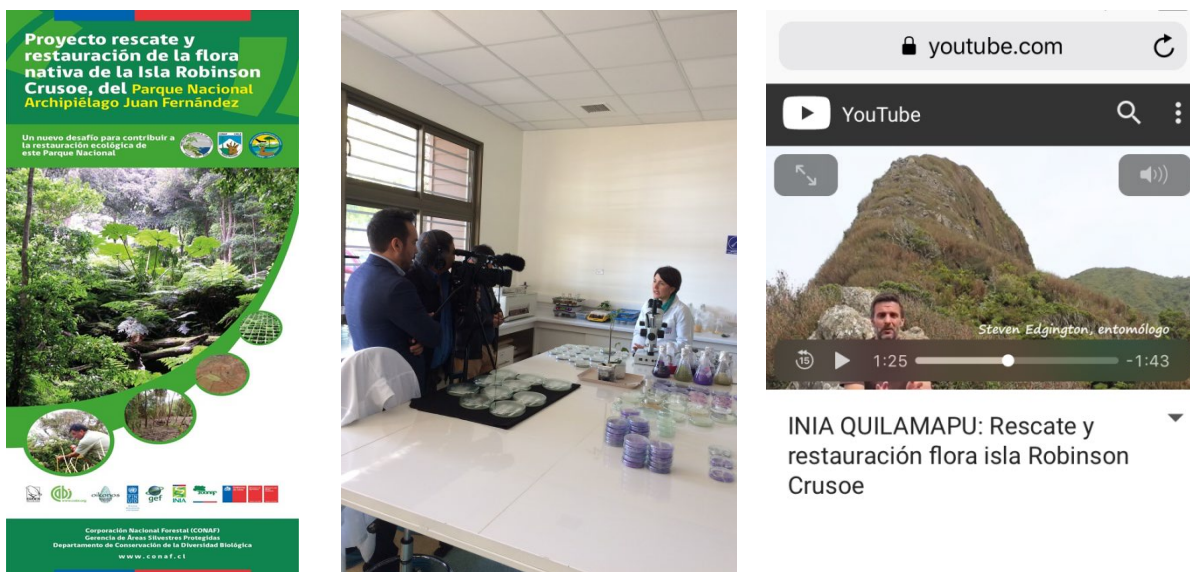 Proyecto rescate y
restauración de la flora
nativa de la Isla Robinson
Crusoe, del Parque Nacional
Archipiélago Juan Fernández
Un nuevo desafío para contribuir a
la restauración ecológica de
este Parque Nacional
gef
INIA
Corporación Nacional Forestal (CONAF)
Gerencia de Áreas Silvestres Protegidas
Departamento de Conservación de la Diversidad Biológica
www.conaf.cl
youtube.com
YouTube
Steven Edgington, entomólogo
15
1:25
-1:43
INIA QUILAMAPU: Rescate y
restauración flora isla Robinson
Crusoe